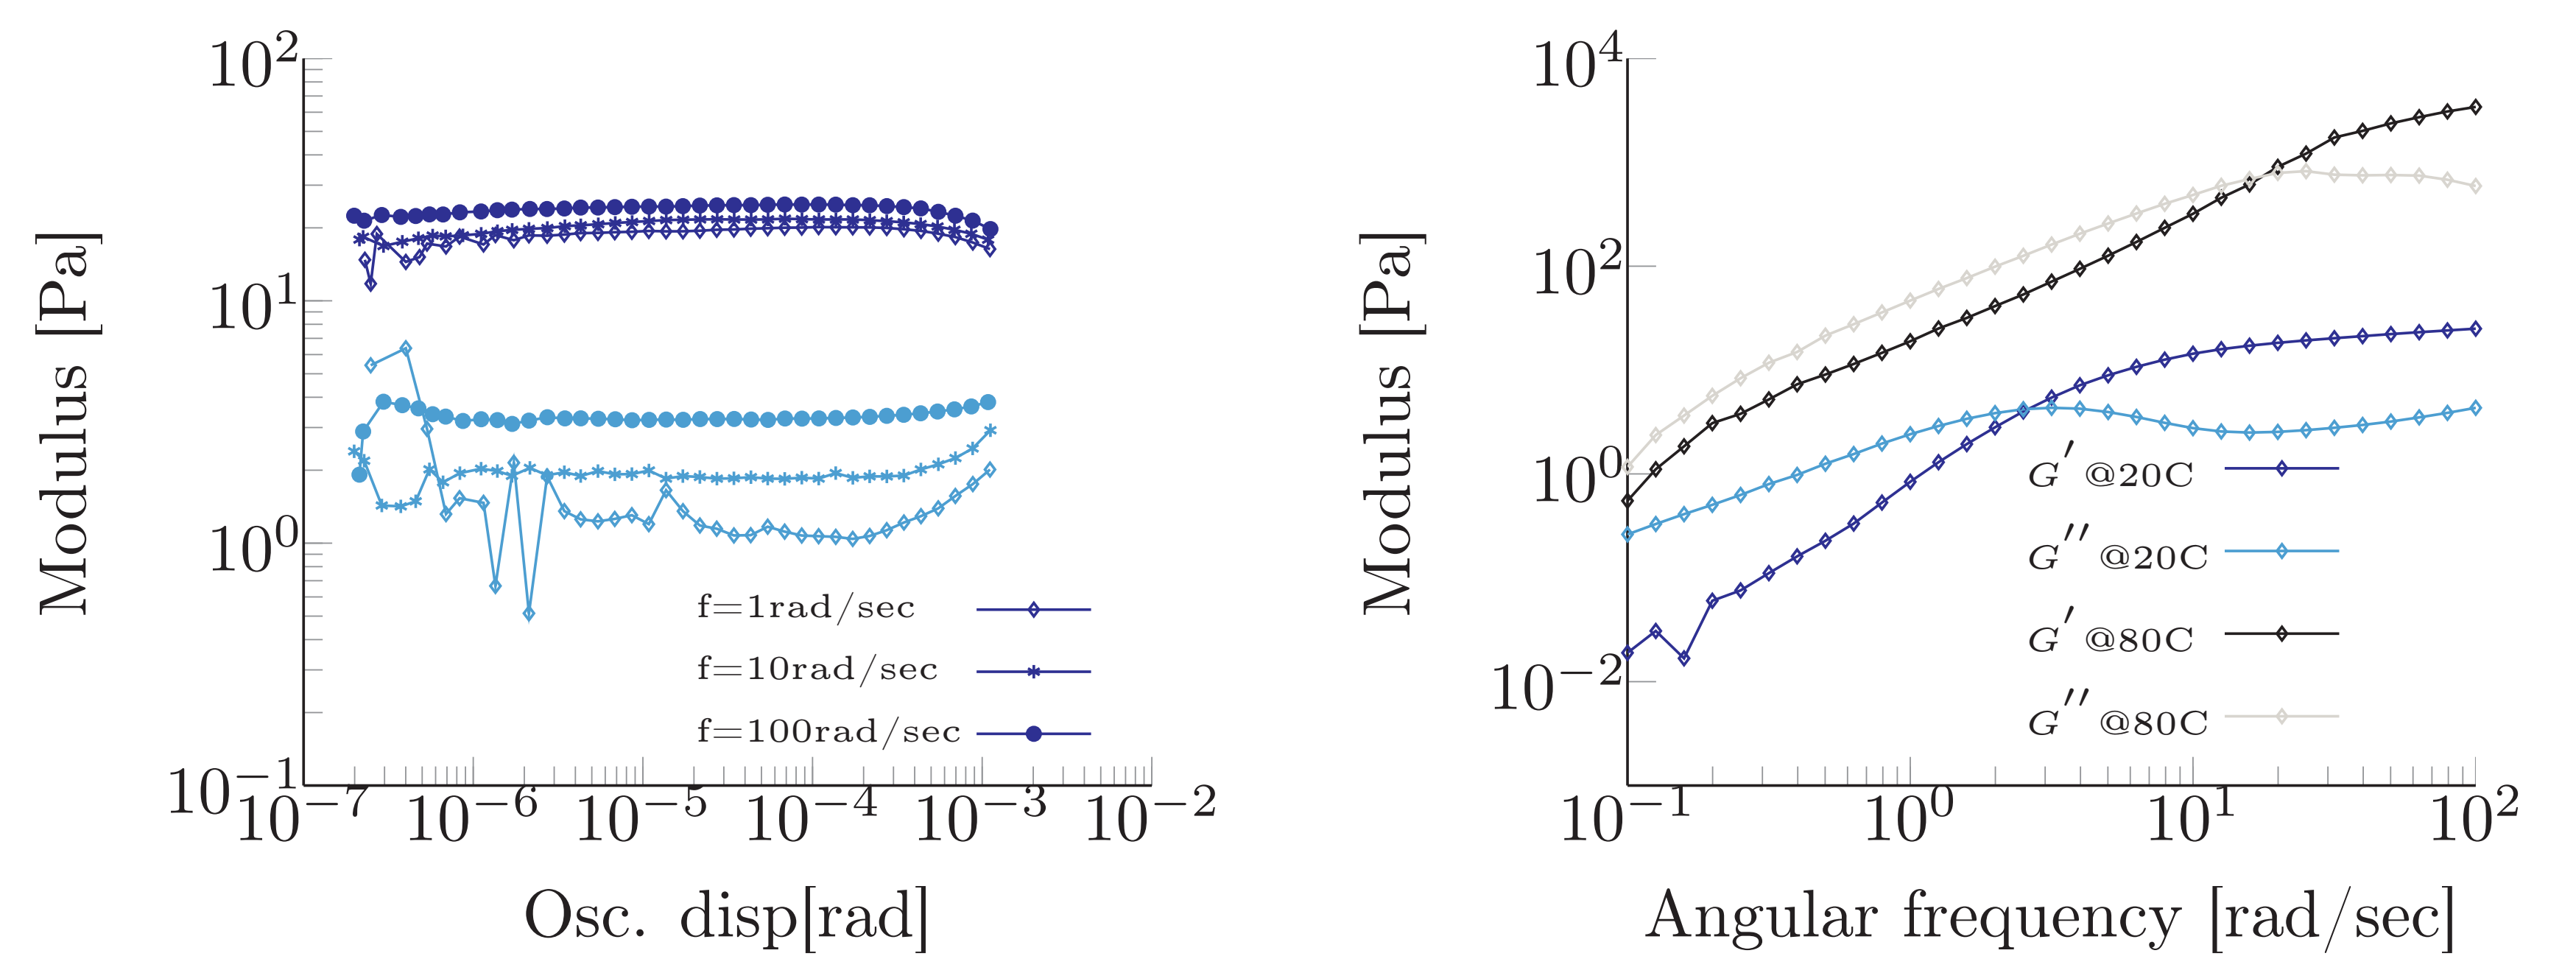 Modulus [Pa]
10^2
10^1
10^0
10^−1
10^−7 10^−6 10^−5 10^−4 10^−3 10^−2
Osc. disp[rad]
f=1rad/sec
f=10rad/sec
f=100rad/sec
Modulus [Pa]
10^4
10^2
10^0
10^−2
10^−1 10^0 10^1 10^2
Angular frequency [rad/sec]
G′ @20C
G″ @20C
G′ @80C
G″ @80C